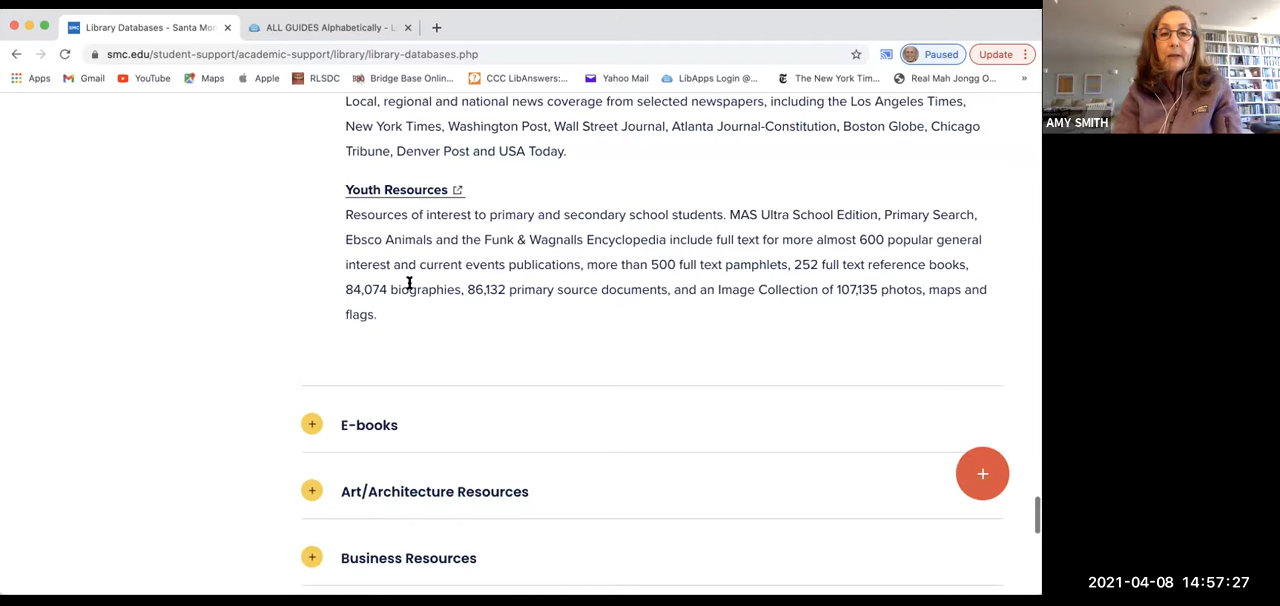 Library Databases - Santa Mon
ALL GUIDES Alphabetically - L
smc.edu/student-support/academic-support/library/library-databases.php
Paused
Update
Apps
Gmail
YouTube
Maps
Apple
RLSDC
Bridge Base Onlin...
CCC LibAnswers:...
Yahoo Mail
LibApps Login @...
The New York Tim...
Real Mah Jongg O...
»
AMY SMITH
Local, regional and national news coverage from selected newspapers, including the Los Angeles Times,
New York Times, Washington Post, Wall Street Journal, Atlanta Journal-Constitution, Boston Globe, Chicago
Tribune, Denver Post and USA Today.
Youth Resources
Resources of interest to primary and secondary school students. MAS Ultra School Edition, Primary Search,
Ebsco Animals and the Funk & Wagnalls Encyclopedia include full text for more almost 600 popular general
interest and current events publications, more than 500 full text pamphlets, 252 full text reference books,
84,074 biographies, 86,132 primary source documents, and an Image Collection of 107,135 photos, maps and
flags.
E-books
Art/Architecture Resources
Business Resources
2021-04-08 14:57:27